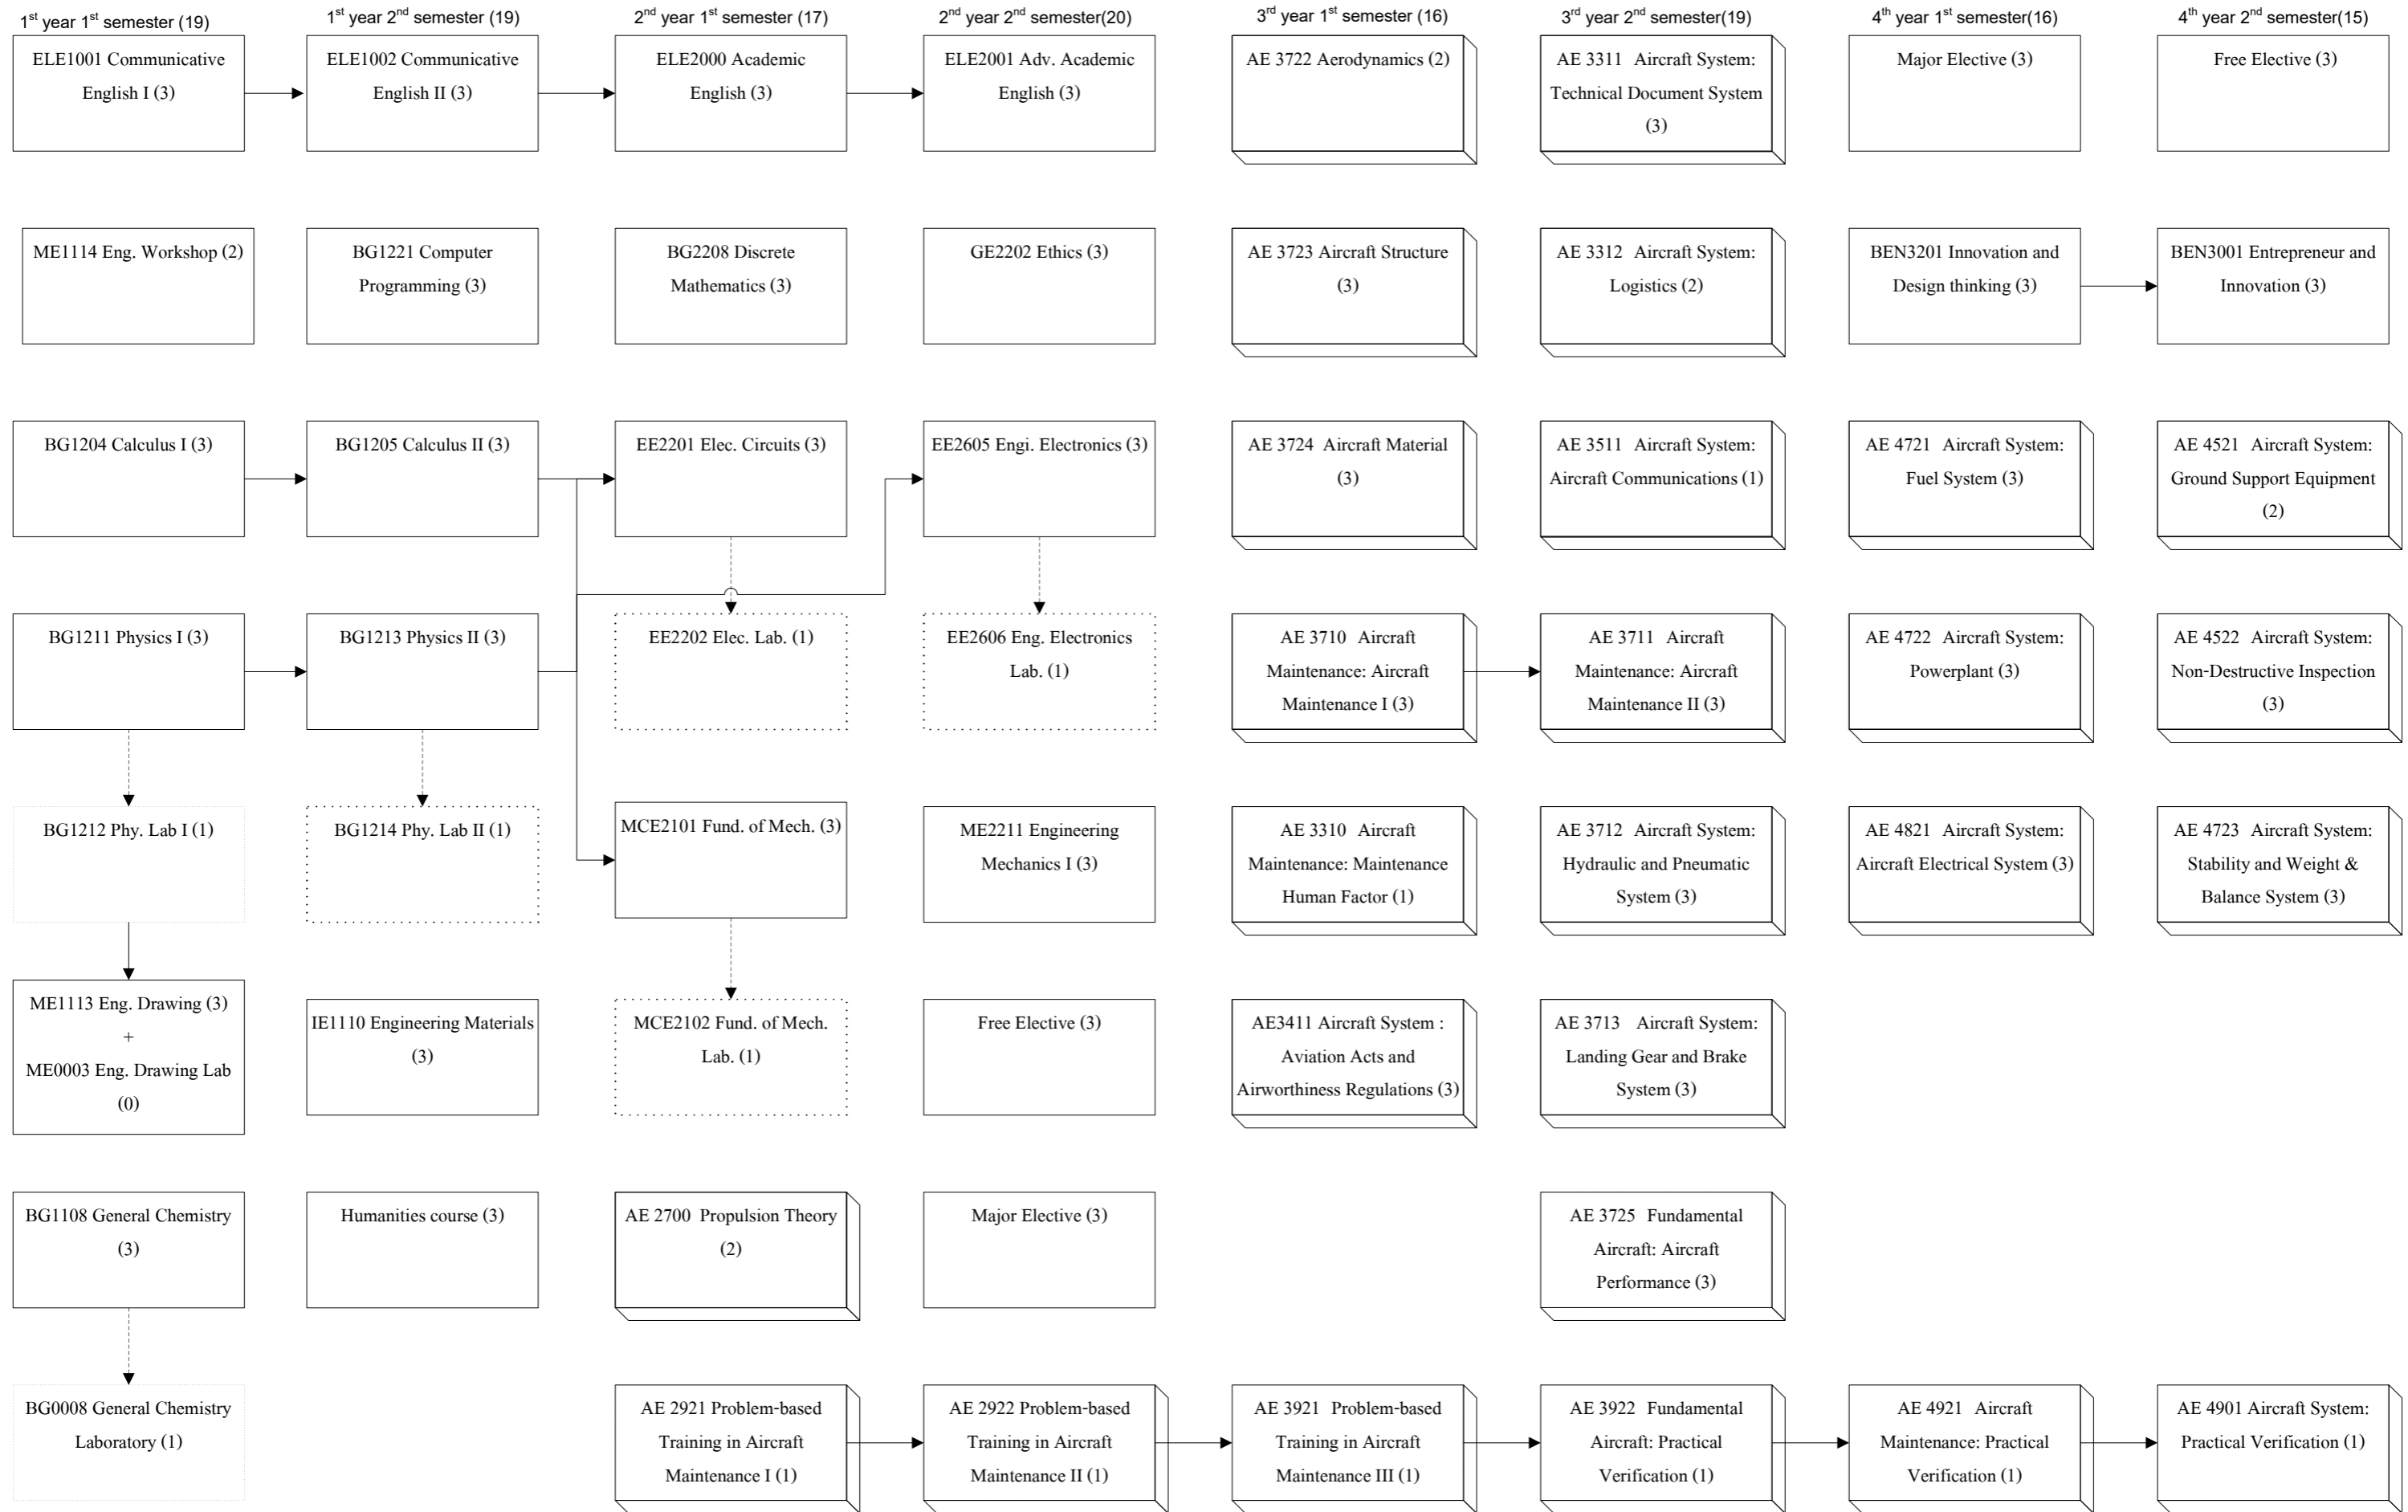 1st year 1st semester (19)
1st year 2nd semester (19)
2nd year 1st semester (17)
2nd year 2nd semester(20)
3rd year 1st semester (16)
3rd year 2nd semester(19)
4th year 1st semester(16)
4th year 2nd semester(15)
ELE1001 Communicative
English I (3)
ELE1002 Communicative
English II (3)
ELE2000 Academic
English (3)
ELE2001 Adv. Academic
English (3)
AE 3722 Aerodynamics (2)
AE 3311 Aircraft System:
Technical Document System
(3)
Major Elective (3)
Free Elective (3)
ME1114 Eng. Workshop (2)
BG1221 Computer
Programming (3)
BG2208 Discrete
Mathematics (3)
GE2202 Ethics (3)
AE 3723 Aircraft Structure
(3)
AE 3312 Aircraft System:
Logistics (2)
BEN3201 Innovation and
Design thinking (3)
BEN3001 Entrepreneur and
Innovation (3)
BG1204 Calculus I (3)
BG1205 Calculus II (3)
EE2201 Elec. Circuits (3)
EE2605 Engi. Electronics (3)
AE 3724 Aircraft Material
(3)
AE 3511 Aircraft System:
Aircraft Communications (1)
AE 4721 Aircraft System:
Fuel System (3)
AE 4521 Aircraft System:
Ground Support Equipment
(2)
BG1211 Physics I (3)
BG1213 Physics II (3)
EE2202 Elec. Lab. (1)
EE2606 Eng. Electronics
Lab. (1)
AE 3710 Aircraft
Maintenance: Aircraft
Maintenance I (3)
AE 3711 Aircraft
Maintenance: Aircraft
Maintenance II (3)
AE 4722 Aircraft System:
Powerplant (3)
AE 4522 Aircraft System:
Non-Destructive Inspection
(3)
BG1212 Phy. Lab I (1)
BG1214 Phy. Lab II (1)
MCE2101 Fund. of Mech. (3)
ME2211 Engineering
Mechanics I (3)
AE 3310 Aircraft
Maintenance: Maintenance
Human Factor (1)
AE 3712 Aircraft System:
Hydraulic and Pneumatic
System (3)
AE 4821 Aircraft System:
Aircraft Electrical System (3)
AE 4723 Aircraft System:
Stability and Weight &
Balance System (3)
ME1113 Eng. Drawing (3)
+
ME0003 Eng. Drawing Lab
(0)
IE1110 Engineering Materials
(3)
MCE2102 Fund. of Mech.
Lab. (1)
Free Elective (3)
AE3411 Aircraft System :
Aviation Acts and
Airworthiness Regulations (3)
AE 3713 Aircraft System:
Landing Gear and Brake
System (3)
BG1108 General Chemistry
(3)
Humanities course (3)
AE 2700 Propulsion Theory
(2)
Major Elective (3)
AE 3725 Fundamental
Aircraft: Aircraft
Performance (3)
BG0008 General Chemistry
Laboratory (1)
AE 2921 Problem-based
Training in Aircraft
Maintenance I (1)
AE 2922 Problem-based
Training in Aircraft
Maintenance II (1)
AE 3921 Problem-based
Training in Aircraft
Maintenance III (1)
AE 3922 Fundamental
Aircraft: Practical
Verification (1)
AE 4921 Aircraft
Maintenance: Practical
Verification (1)
AE 4901 Aircraft System:
Practical Verification (1)